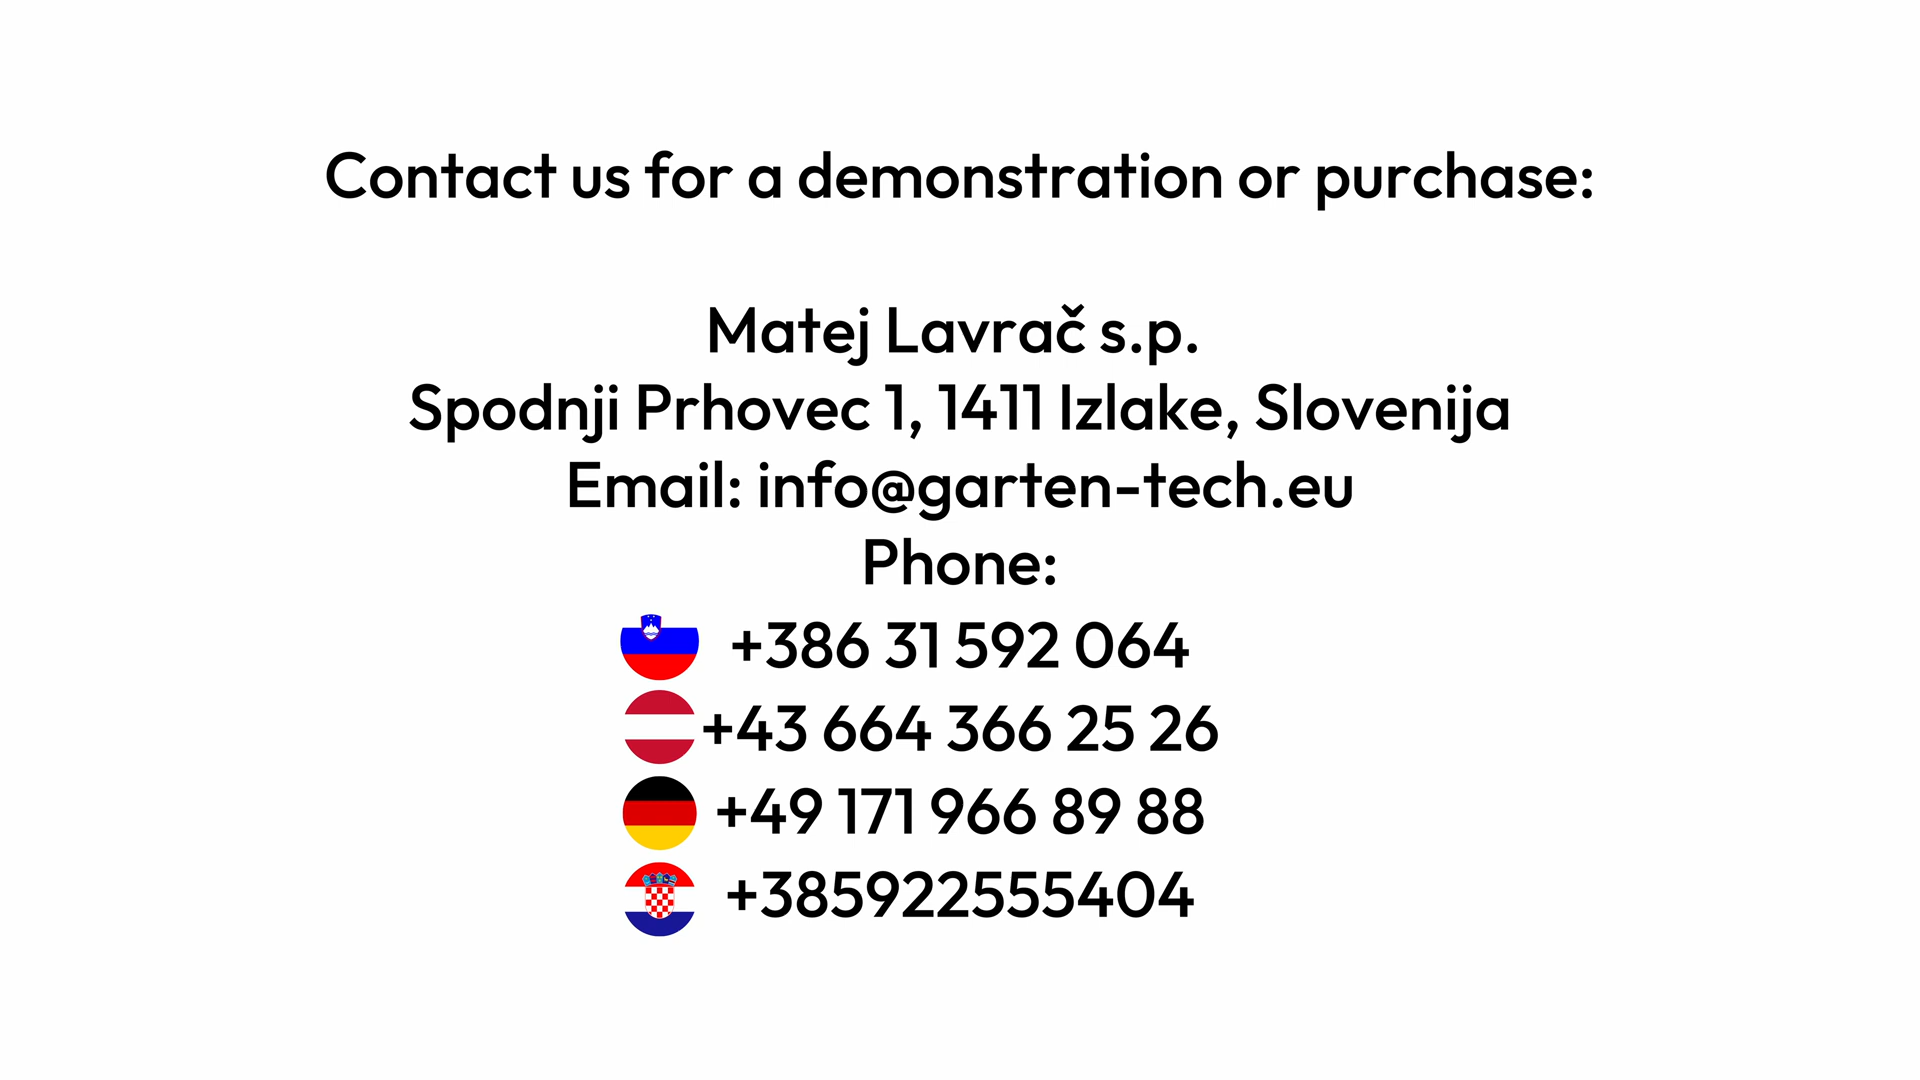 Contact us for a demonstration or purchase:
Matej Lavrač s.p.
Spodnji Prhovec 1, 1411 Izlake, Slovenija
Email: info@garten-tech.eu
Phone:
+386 31 592 064
+43 664 366 25 26
+49 171 966 89 88
+385922555404